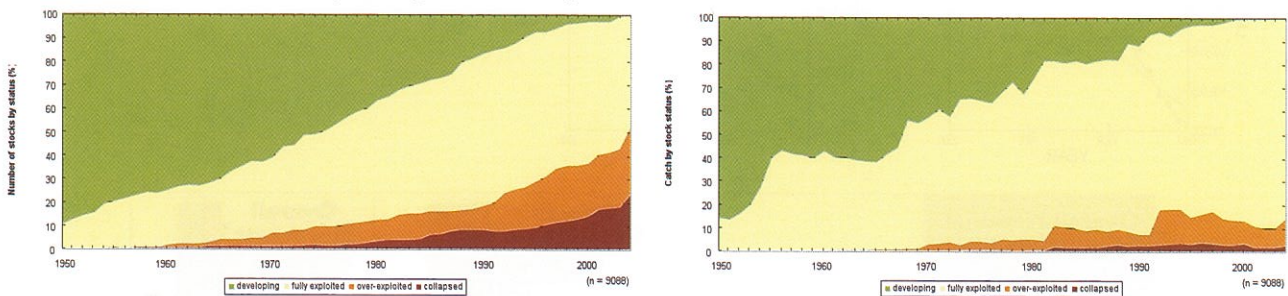 Number of stocks by status (%)
100
90
80
70
60
50
40
30
20
10
0
1950 1960 1970 1980 1990 2000
developing fully exploited over-exploited collapsed
(n = 9088)
Catch by stock status (%)
100
90
80
70
60
50
40
30
20
10
0
1950 1960 1970 1980 1990 2000
developing fully exploited over-exploited collapsed
(n = 9088)